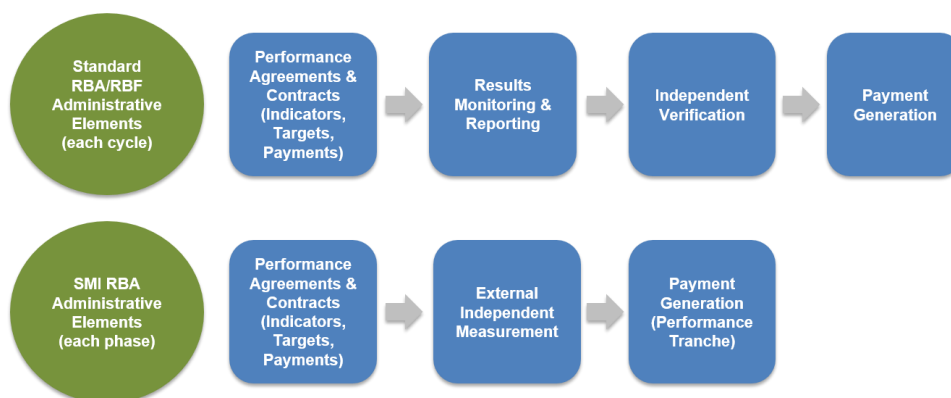 Standard
RBA/RBF
Administrative
Elements
(each cycle)
Performance
Agreements &
Contracts
(Indicators,
Targets,
Payments)
Results
Monitoring &
Reporting
Independent
Verification
Payment
Generation
SMI RBA
Administrative
Elements
(each phase)
Performance
Agreements &
Contracts
(Indicators,
Targets,
Payments)
External
Independent
Measurement
Payment
Generation
(Performance
Tranche)